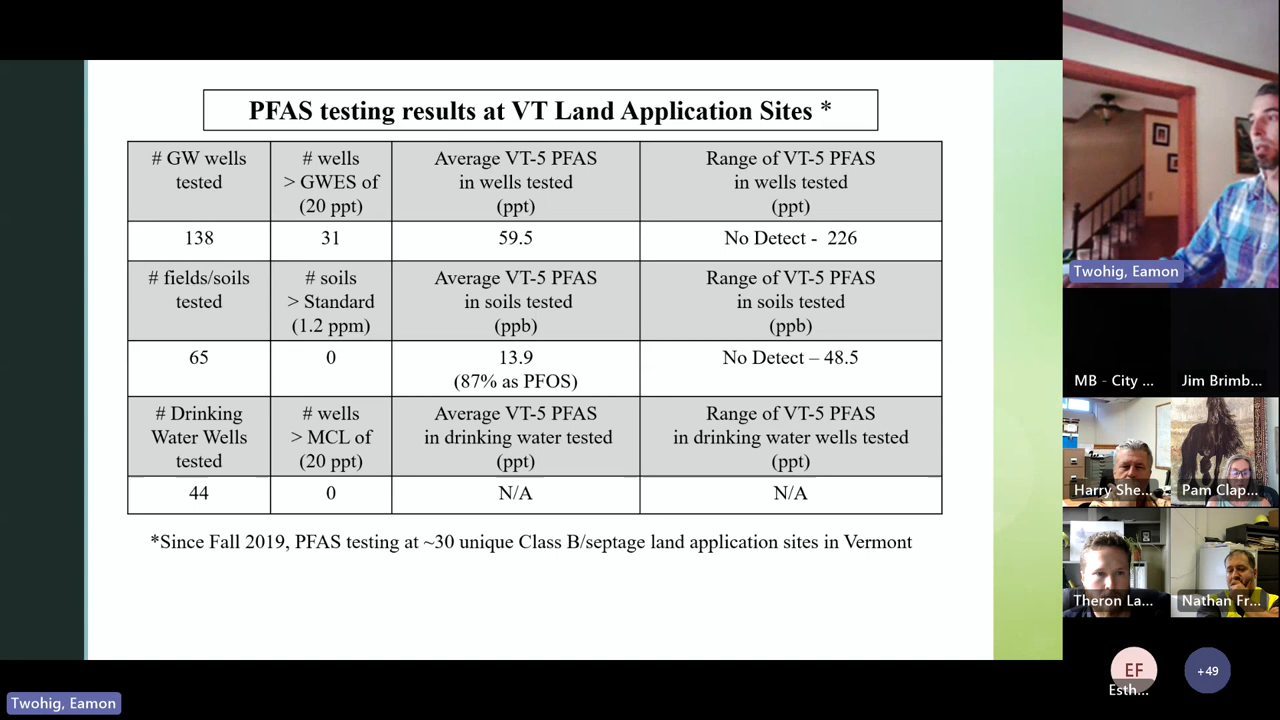 PFAS testing results at VT Land Application Sites *
# GW wells
tested
# wells
> GWES of
(20 ppt)
Average VT-5 PFAS
in wells tested
(ppt)
Range of VT-5 PFAS
in wells tested
(ppt)
138
31
59.5
No Detect - 226
# fields/soils
tested
# soils
> Standard
(1.2 ppm)
Average VT-5 PFAS
in soils tested
(ppb)
Range of VT-5 PFAS
in soils tested
(ppb)
65
0
13.9
(87% as PFOS)
No Detect – 48.5
# Drinking
Water Wells
tested
# wells
> MCL of
(20 ppt)
Average VT-5 PFAS
in drinking water tested
(ppt)
Range of VT-5 PFAS
in drinking water wells tested
(ppt)
44
0
N/A
N/A
*Since Fall 2019, PFAS testing at ~30 unique Class B/septage land application sites in Vermont
Twohig, Eamon
MB - City ...
Jim Brimb...
Harry She...
Pam Clap...
Theron La...
Nathan Fr...
EF
Esth...
+49
Twohig, Eamon